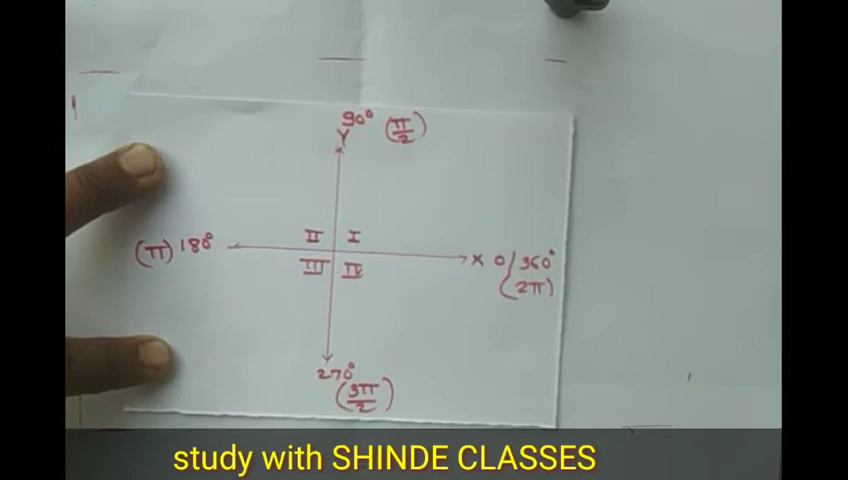 90° (π/2)
Y
II I
(π) 180° X 0/360°
III IV (2π)
270°
(3π/2)
study with SHINDE CLASSES